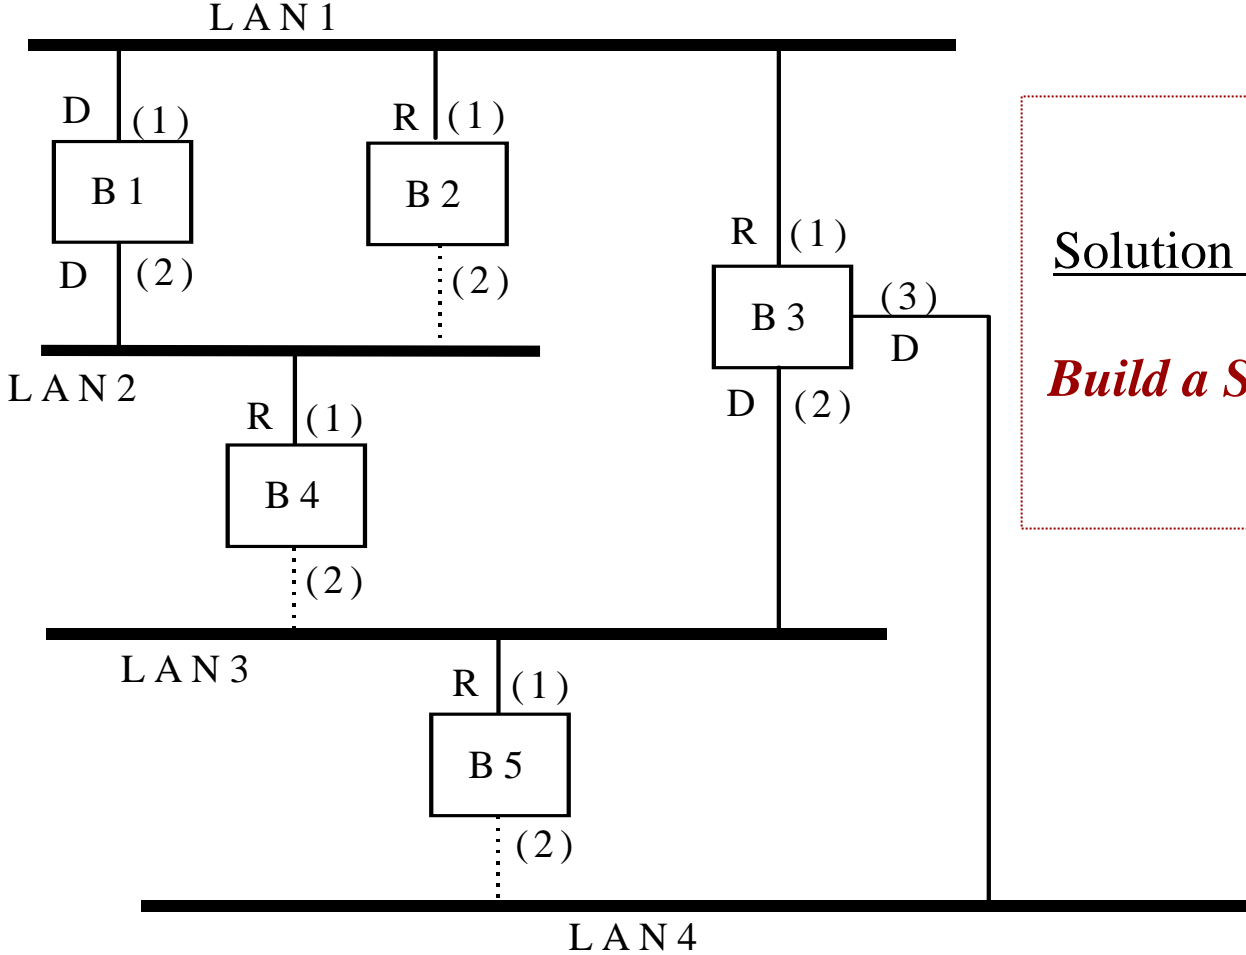 LAN1
D (1)
R (1)
B1
B2
R (1)
D (2)
(2)
B3
(3)
D
LAN2
R (1)
D (2)
B4
(2)
LAN3
R (1)
B5
(2)
LAN4
Solution
Build a S